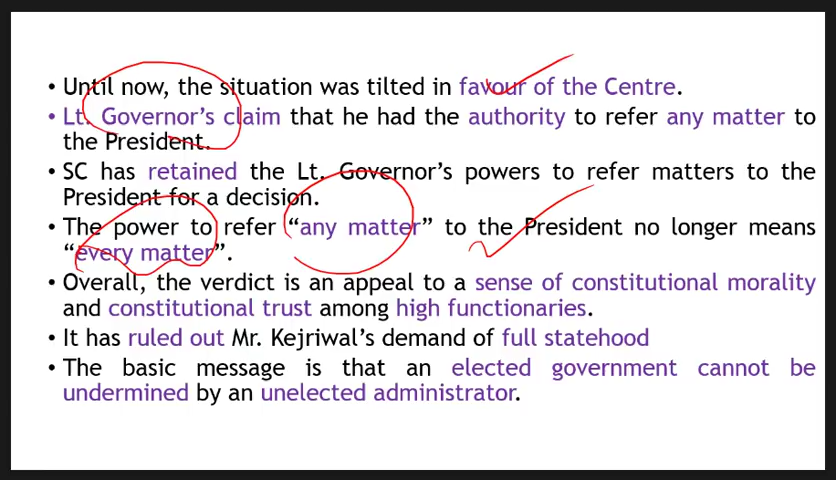 • Until now, the situation was tilted in favour of the Centre.
• Lt. Governor's claim that he had the authority to refer any matter to
the President.
• SC has retained the Lt. Governor's powers to refer matters to the
President for a decision.
• The power to refer “any matter” to the President no longer means
“every matter”.
• Overall, the verdict is an appeal to a sense of constitutional morality
and constitutional trust among high functionaries.
• It has ruled out Mr. Kejriwal's demand of full statehood
• The basic message is that an elected government cannot be
undermined by an unelected administrator.